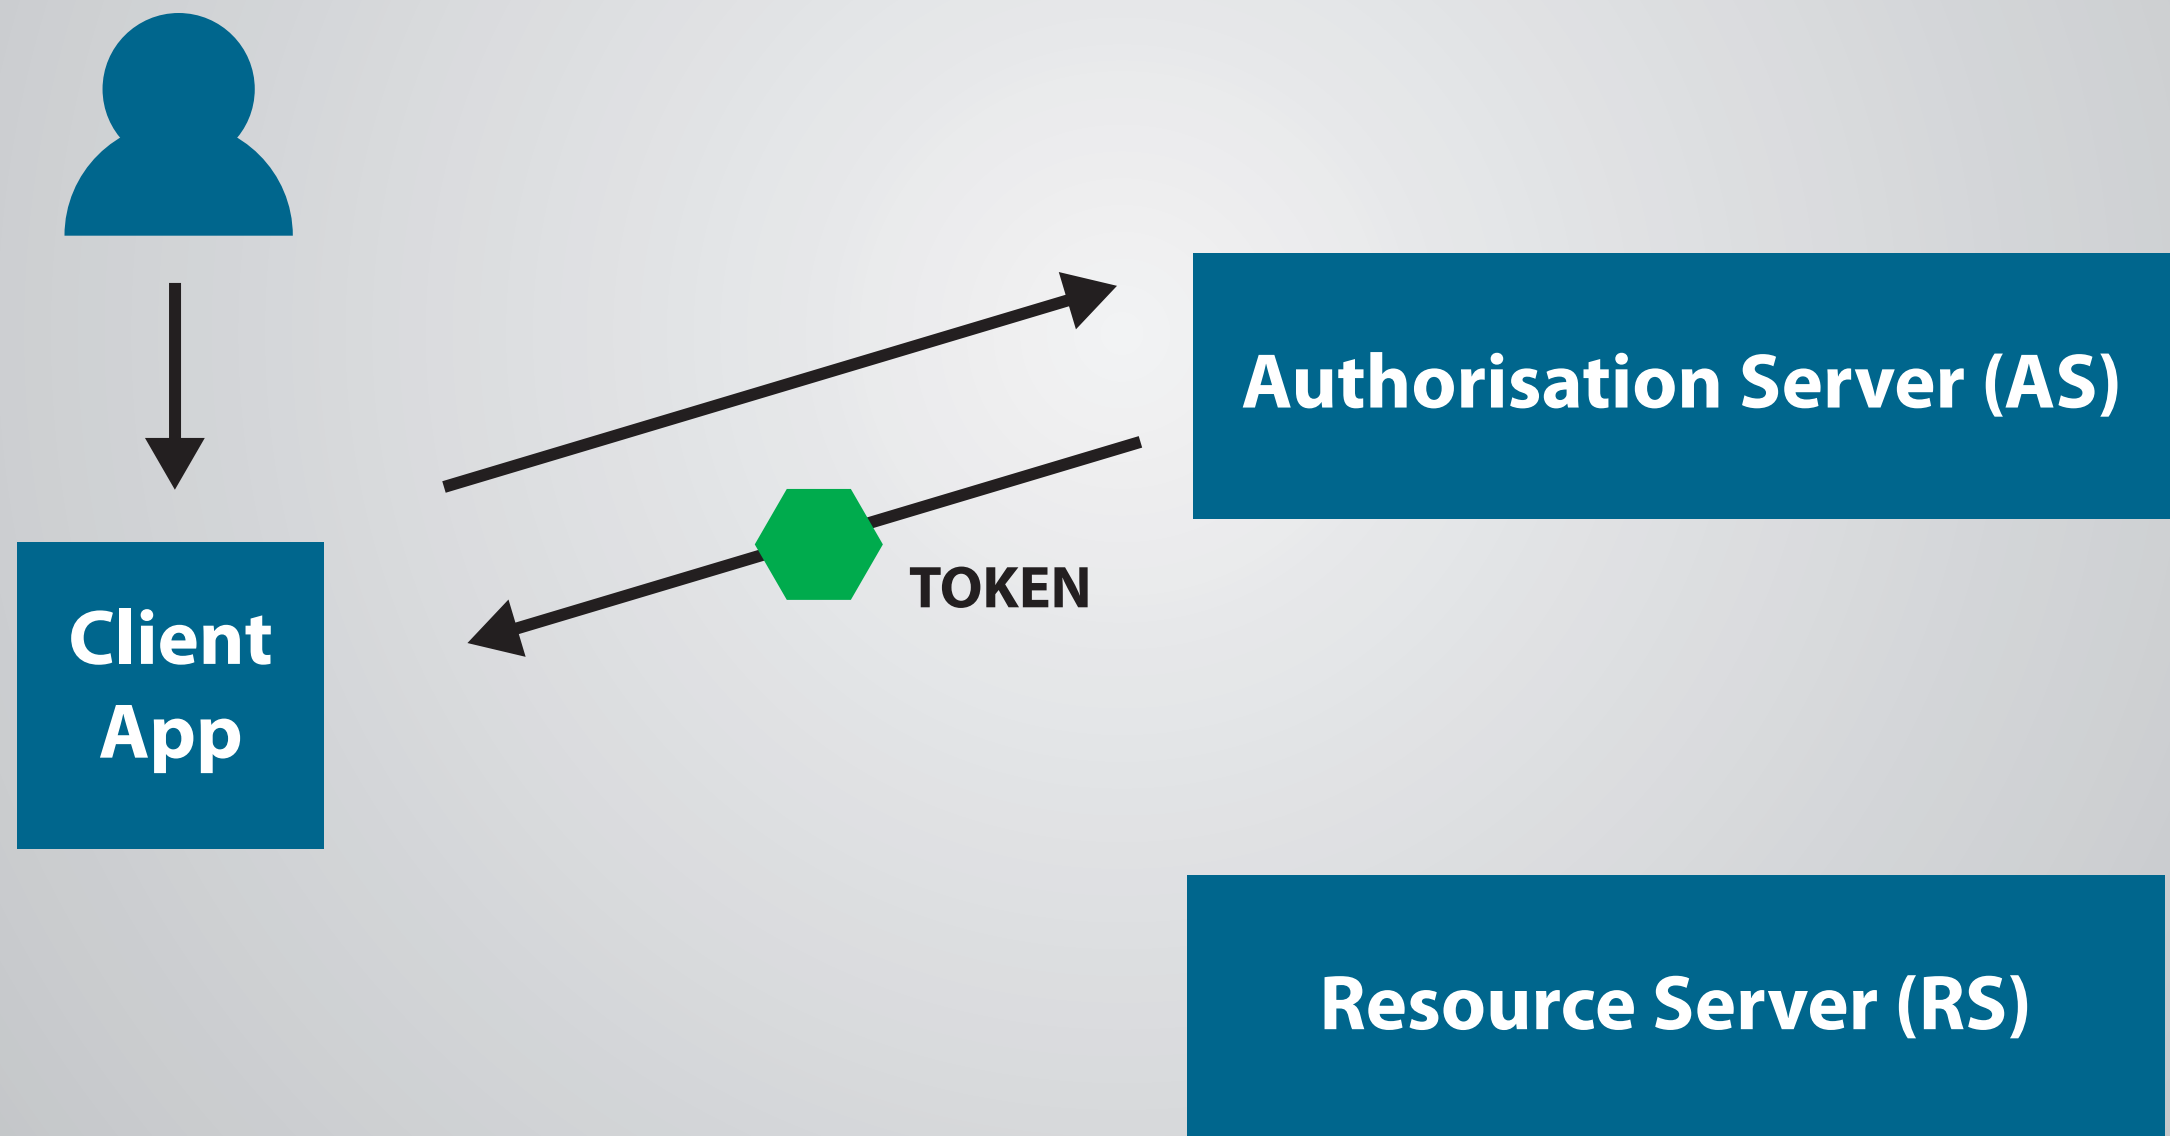 Authorisation Server (AS)
TOKEN
Client
App
Resource Server (RS)